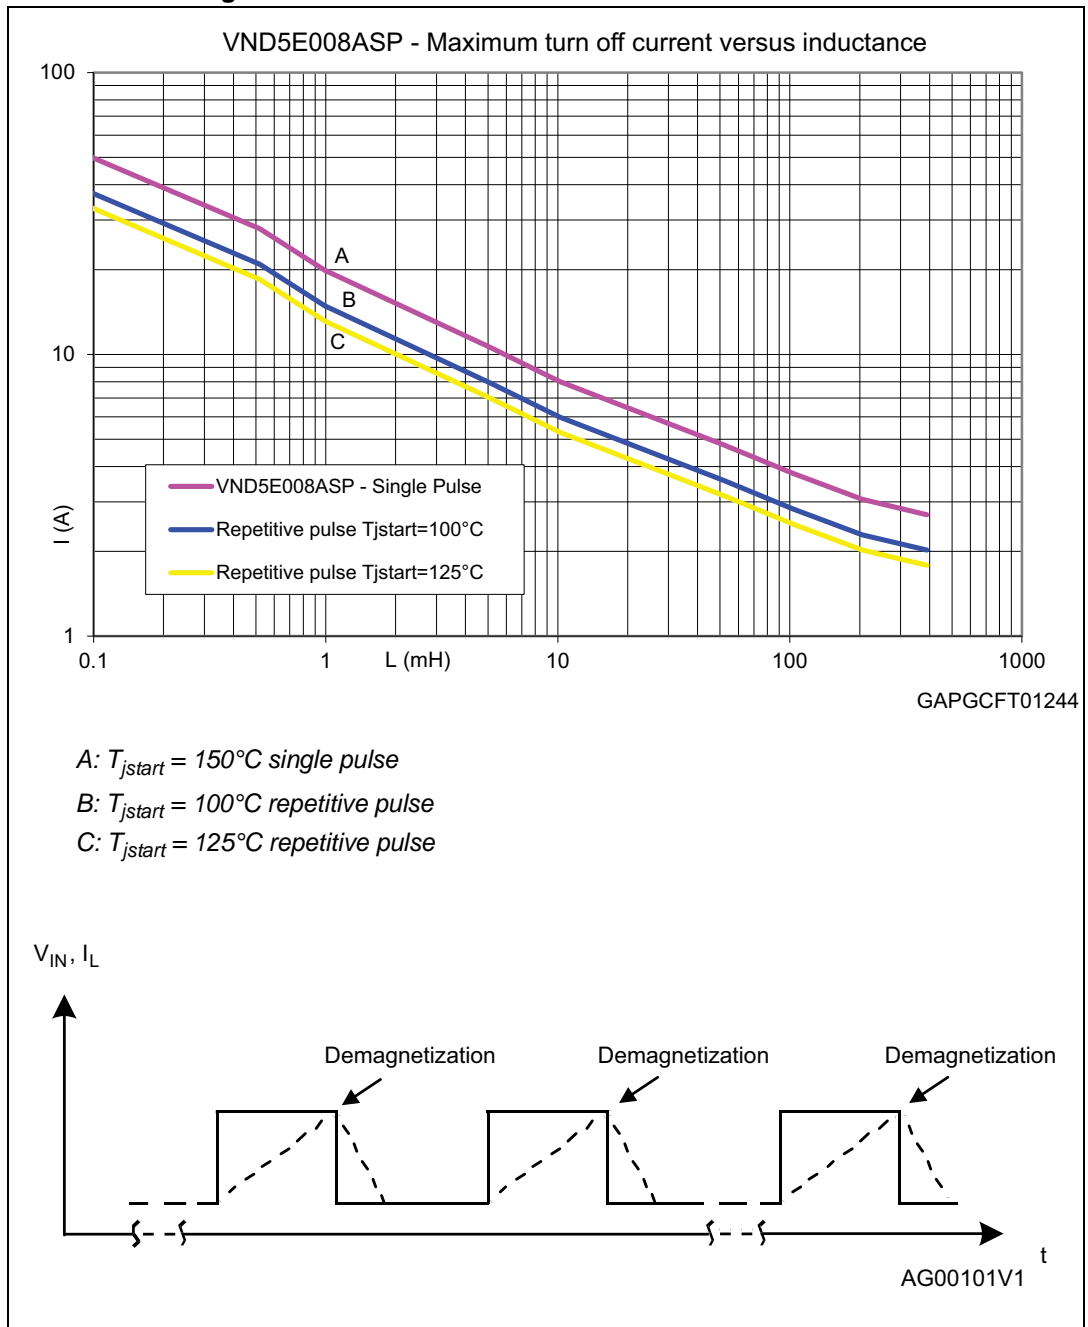 VND5E008ASP - Maximum turn off current versus inductance
100
10
1
I (A)
A
B
C
VND5E008ASP - Single Pulse
Repetitive pulse Tjstart=100°C
Repetitive pulse Tjstart=125°C
0.1 1 L (mH) 10 100 1000
GAPGCFT01244
A: Tjstart = 150°C single pulse
B: Tjstart = 100°C repetitive pulse
C: Tjstart = 125°C repetitive pulse
VIN, IL
Demagnetization Demagnetization Demagnetization
t
AG00101V1